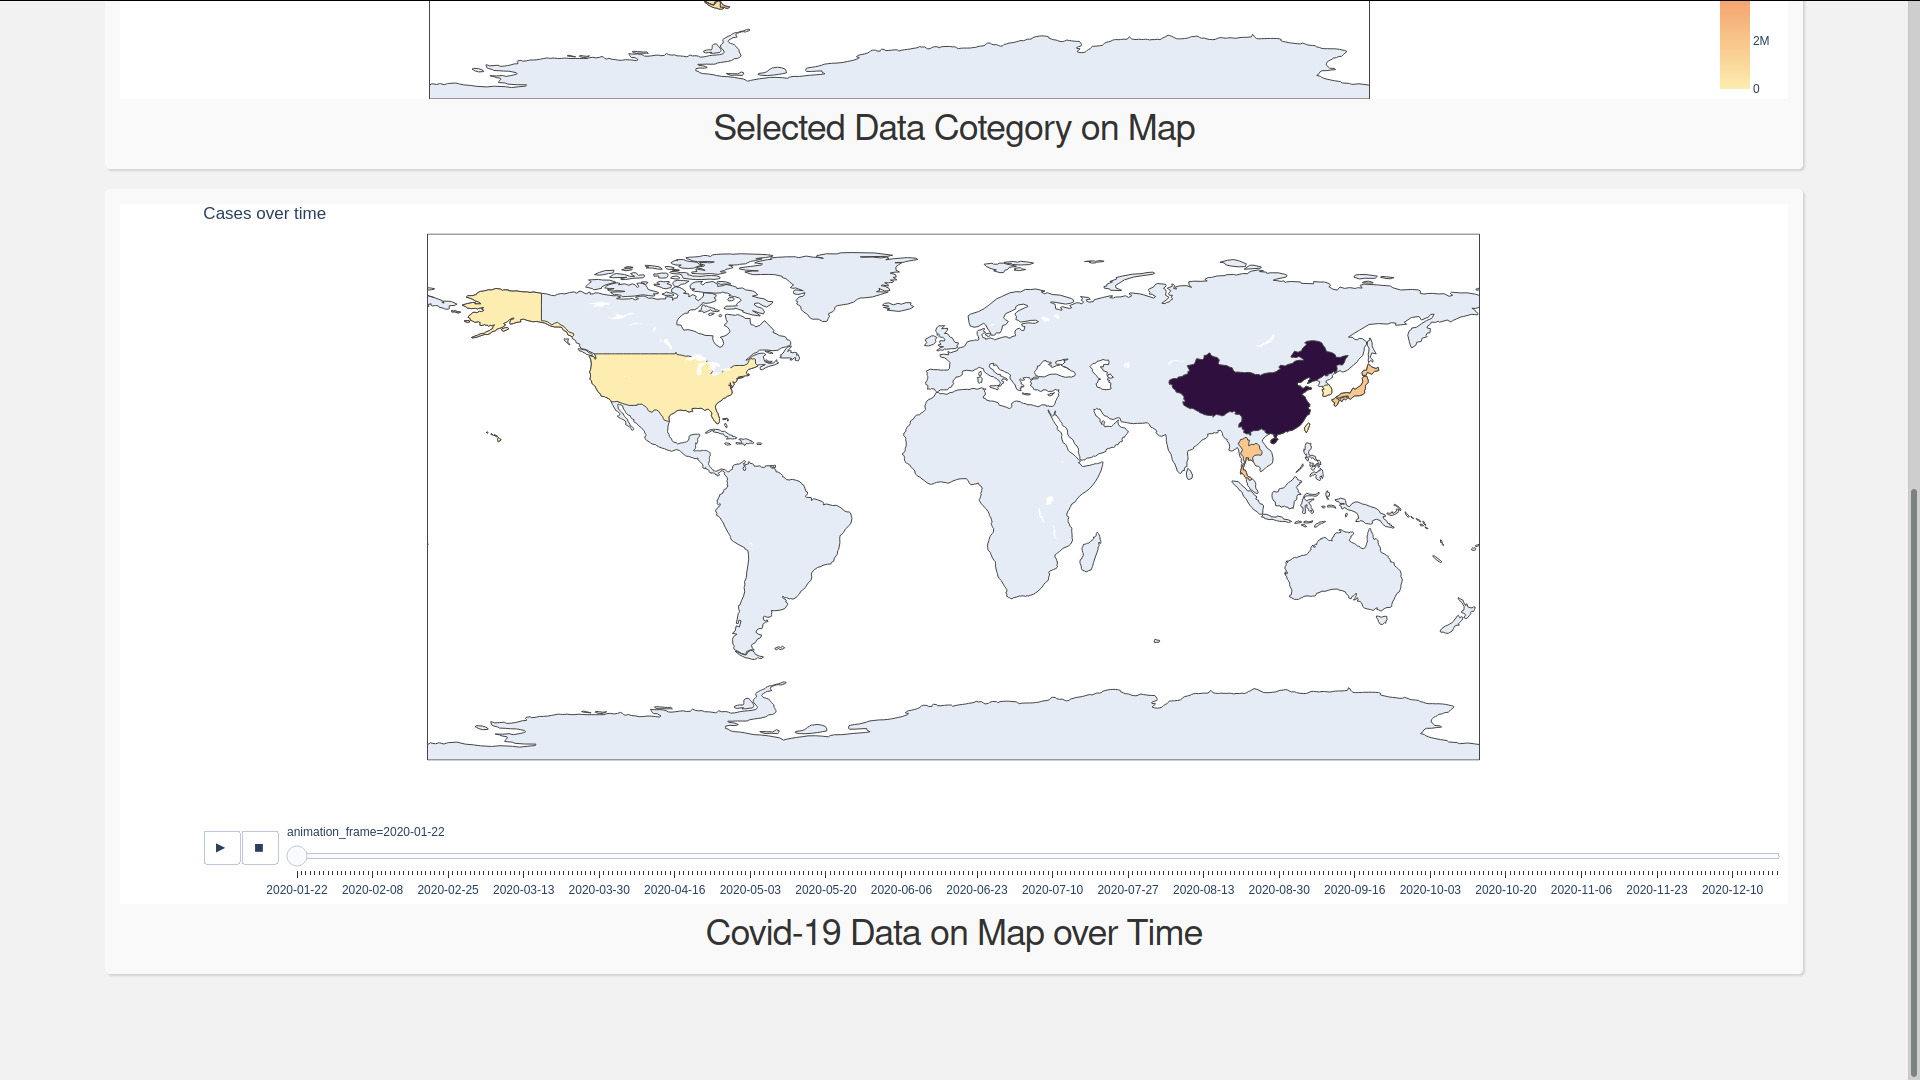 2M
0
Selected Data Cotegory on Map
Cases over time
animation_frame=2020-01-22
2020-01-22 2020-02-08 2020-02-25 2020-03-13 2020-03-30 2020-04-16 2020-05-03 2020-05-20 2020-06-06 2020-06-23 2020-07-10 2020-07-27 2020-08-13 2020-08-30 2020-09-16 2020-10-03 2020-10-20 2020-11-06 2020-11-23 2020-12-10
Covid-19 Data on Map over Time